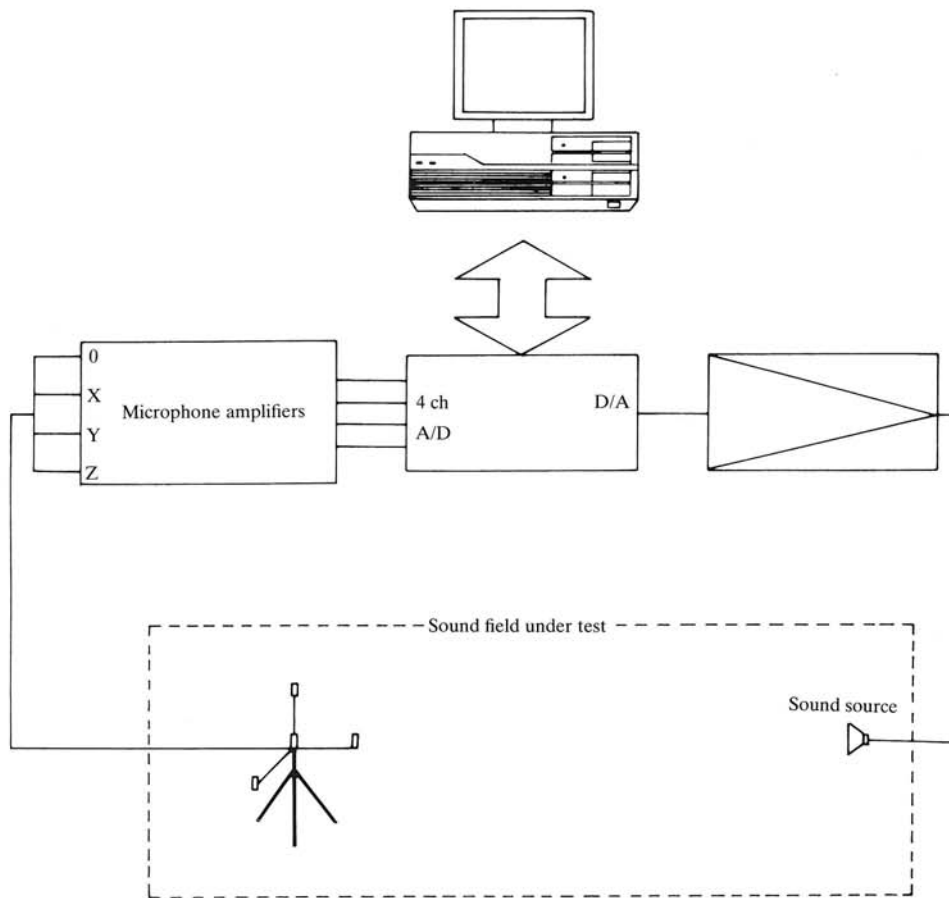 0
X
Y
Z
Microphone amplifiers
4 ch
A/D
D/A
Sound field under test
Sound source